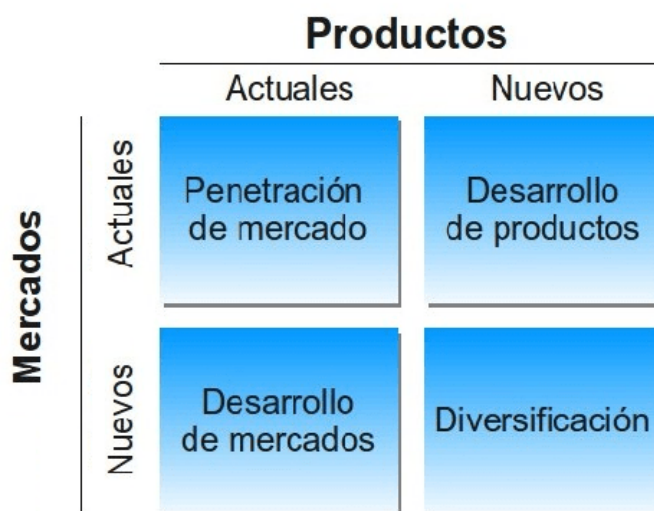 Productos
Actuales
Nuevos
Mercados
Actuales
Penetración
de mercado
Desarrollo
de productos
Nuevos
Desarrollo
de mercados
Diversificación